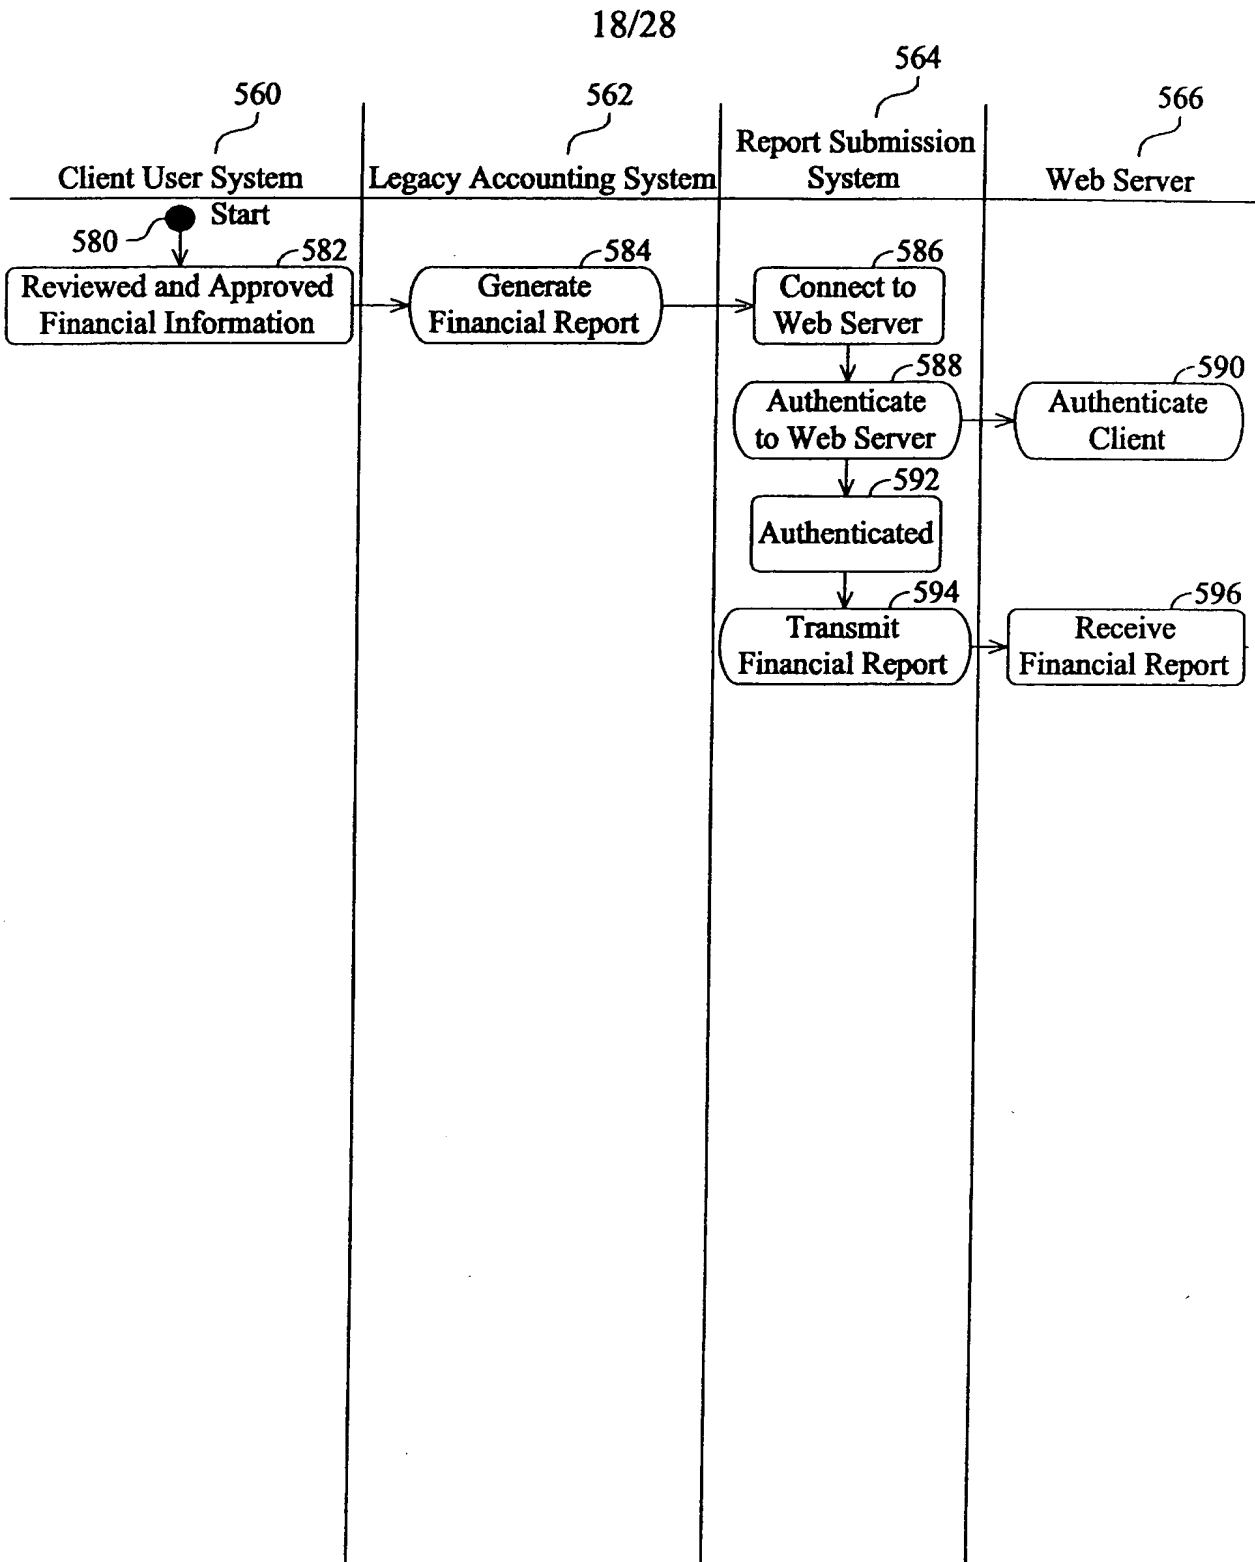 18/28
560
562
564
566
Client User System
Legacy Accounting System
Report Submission
System
Web Server
580
Start
582
Reviewed and Approved
Financial Information
584
Generate
Financial Report
586
Connect to
Web Server
588
Authenticate
to Web Server
590
Authenticate
Client
592
Authenticated
594
Transmit
Financial Report
596
Receive
Financial Report